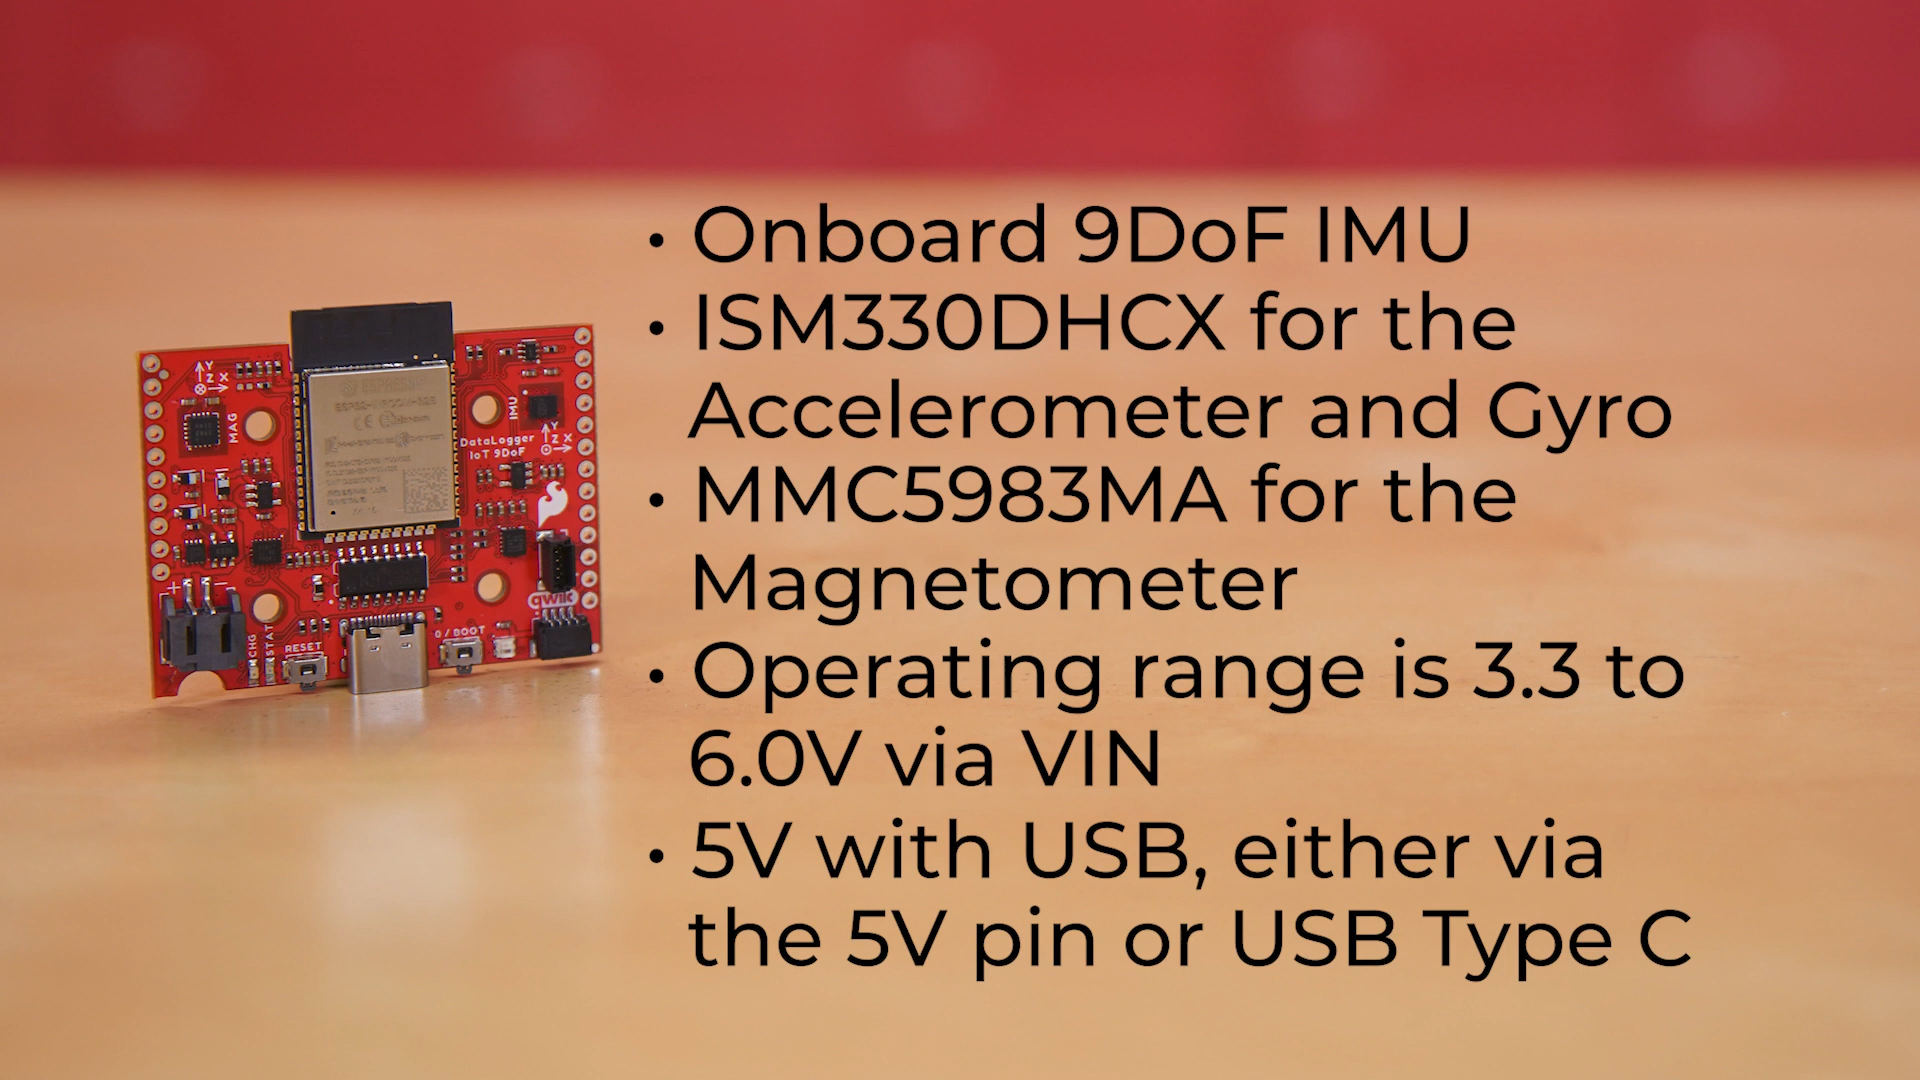 • Onboard 9DoF IMU
• ISM330DHCX for the
Accelerometer and Gyro
• MMC5983MA for the
Magnetometer
• Operating range is 3.3 to
6.0V via VIN
• 5V with USB, either via
the 5V pin or USB Type C
Y
Z X
MAG
IMU
DataLogger
IoT 9DoF
Y
Z X
qwiic
CHG
STAT
RESET
0 / BOOT